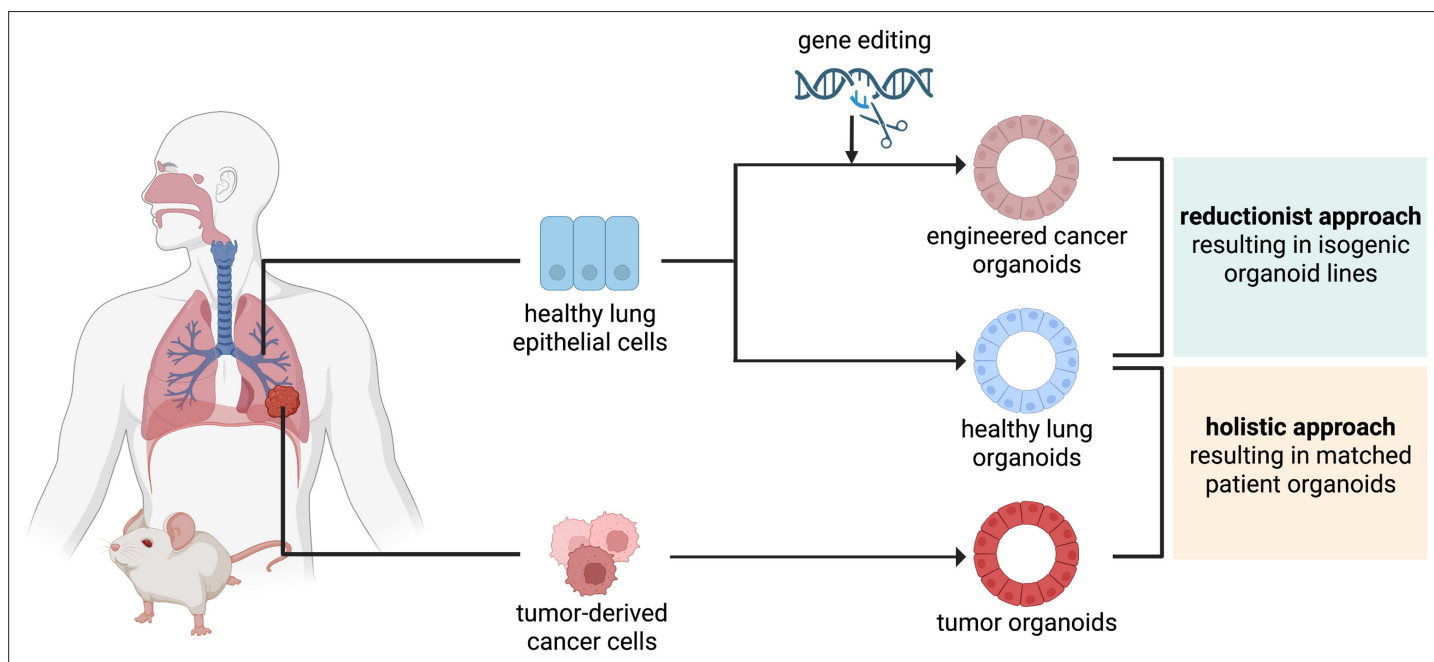 gene editing
engineered cancer
organoids
reductionist approach
resulting in isogenic
organoid lines
healthy lung
epithelial cells
healthy lung
organoids
holistic approach
resulting in matched
patient organoids
tumor-derived
cancer cells
tumor organoids